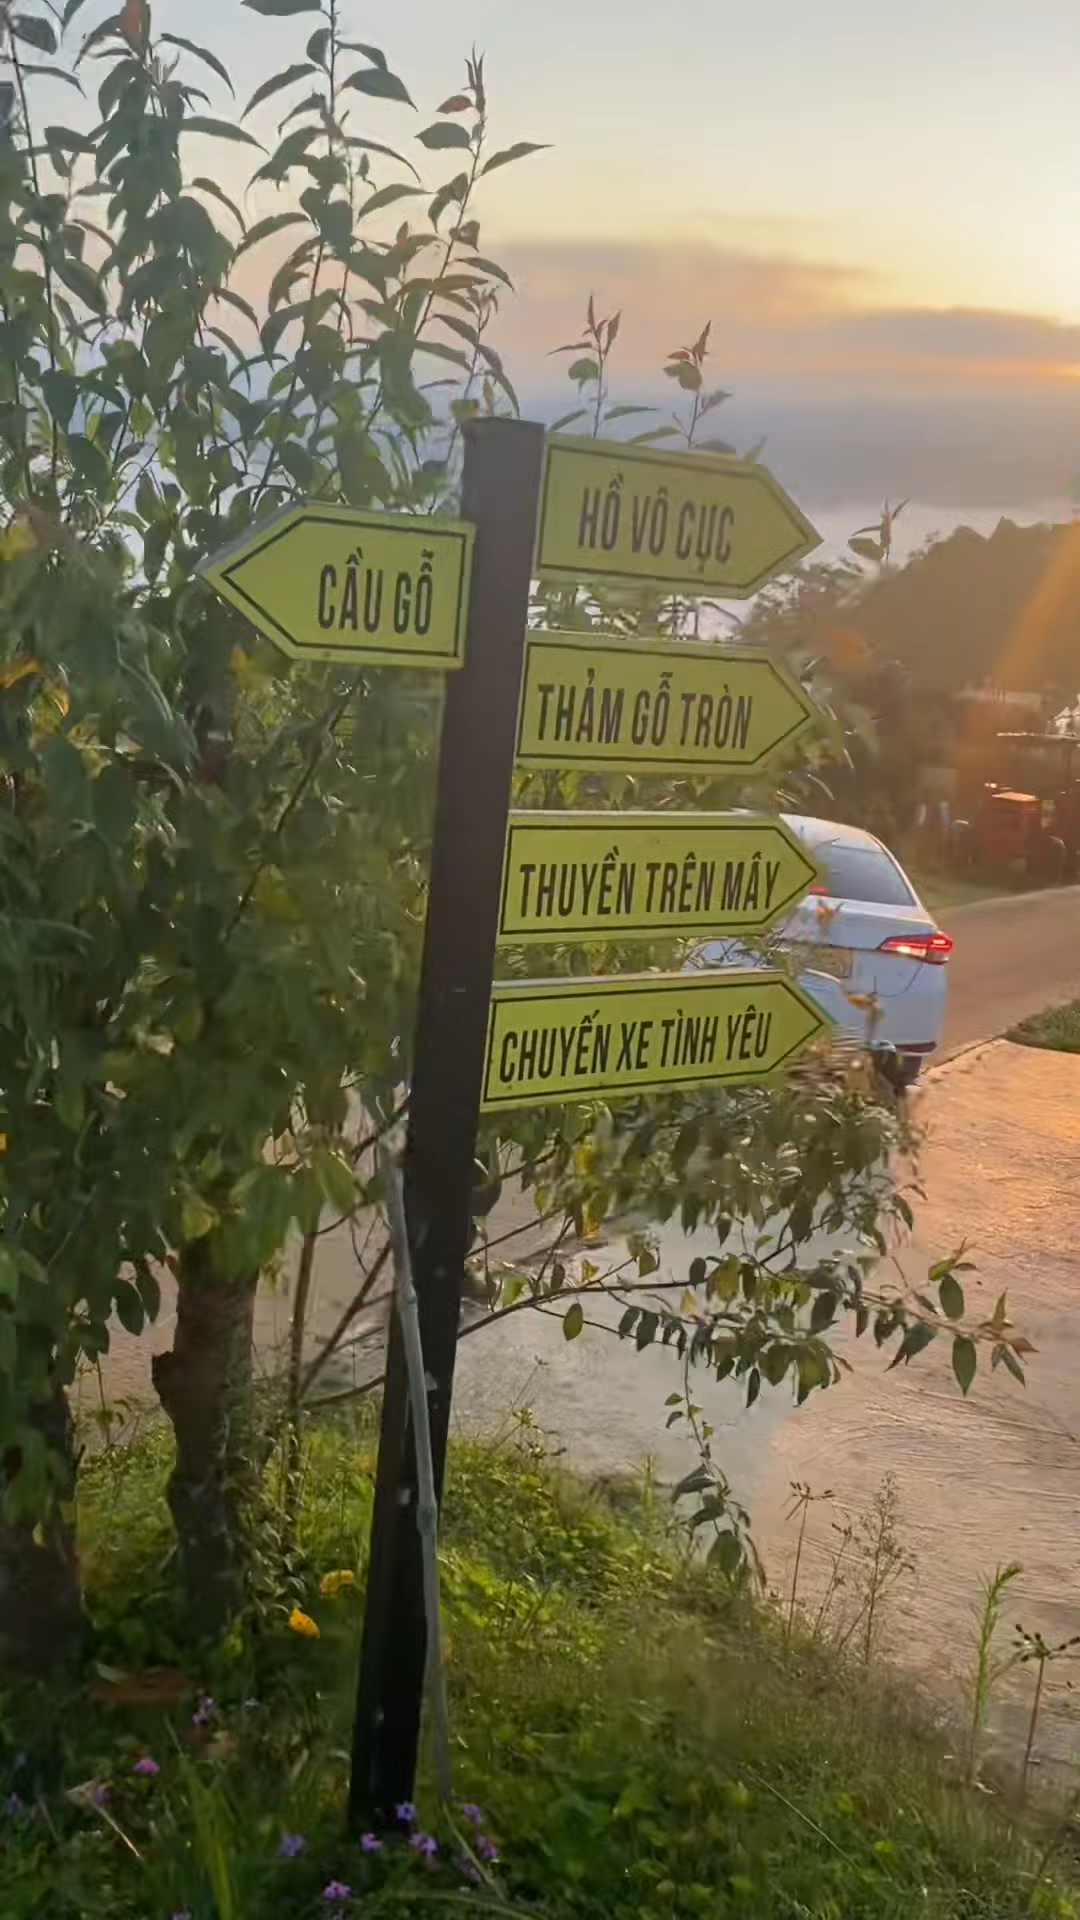 HỒ VÔ CỰC
CẦU GỖ
THẢM GỖ TRÒN
THUYỀN TRÊN MÂY
CHUYẾN XE TÌNH YÊU